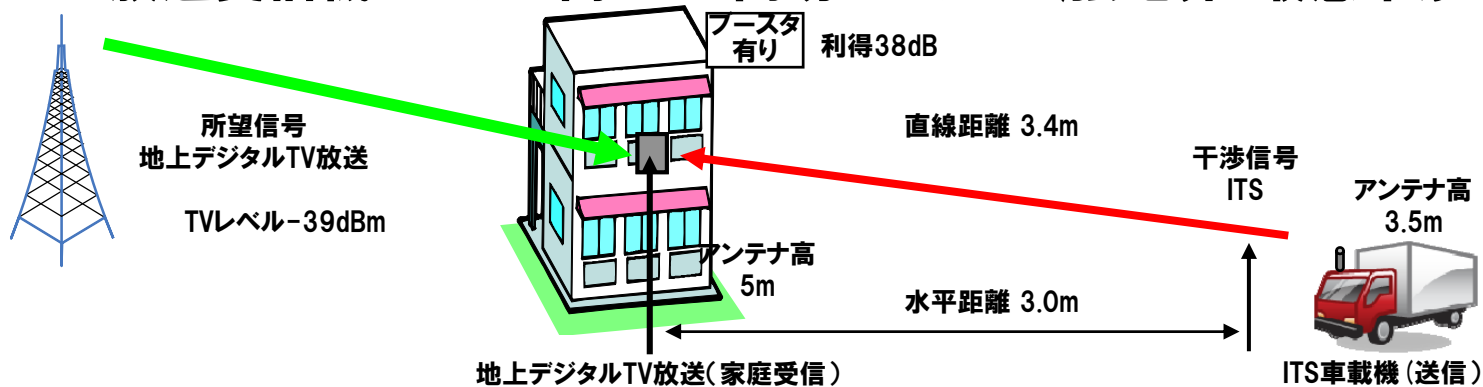 ブースタ
有り
利得38dB
所望信号
地上デジタルTV放送
直線距離 3.4m
干渉信号
ITS
アンテナ高
3.5m
TVレベル-39dBm
アンテナ高
5m
水平距離 3.0m
地上デジタルTV放送(家庭受信)
ITS車載機(送信)